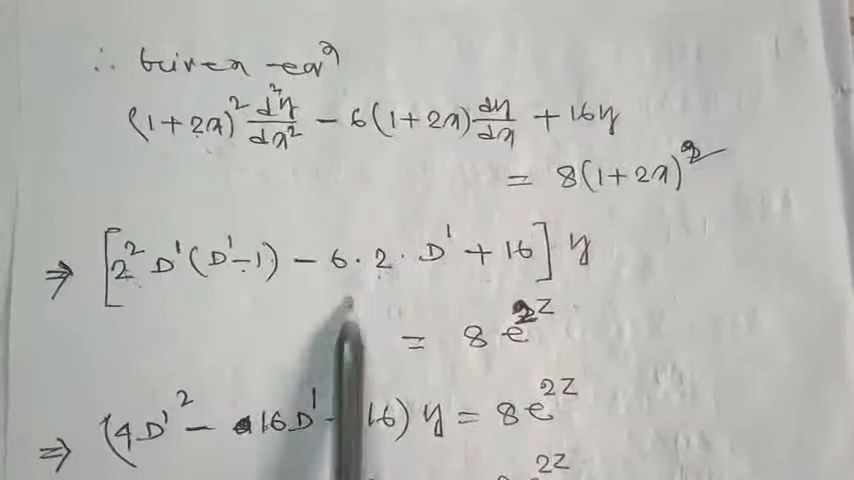 ∴ Given eqⁿ
(1+2x)² d²y/dx² − 6(1+2x) dy/dx + 16y
= 8(1+2x)²
⇒ [2² D'(D'−1) − 6·2·D' + 16] y
= 8 e^{2z}
⇒ (4D'² − 16D' 16) y = 8e^{2z}
2z